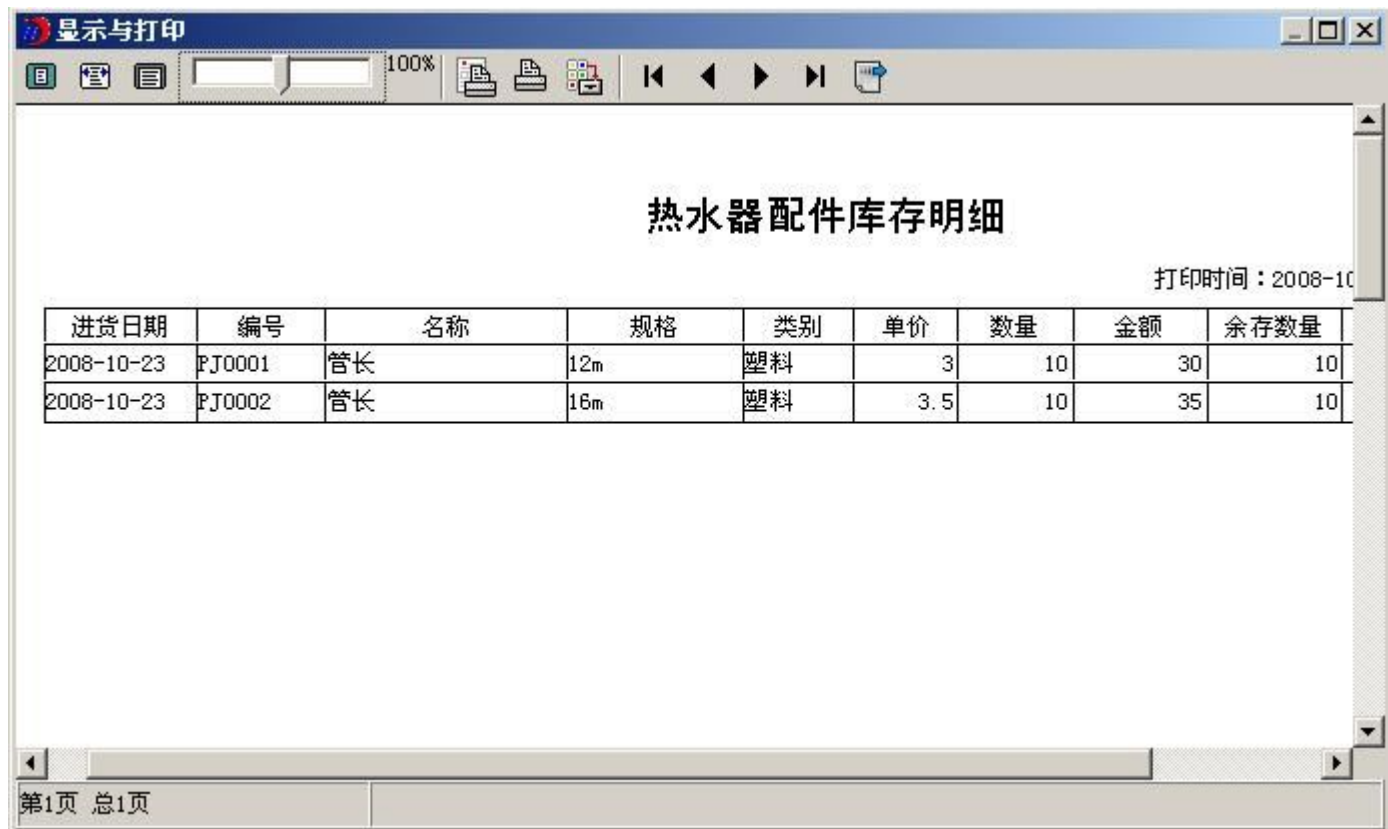 显示与打印
100%
热水器配件库存明细
打印时间：2008-10
进货日期 编号 名称 规格 类别 单价 数量 金额 余存数量
2008-10-23 PJ0001 管长 12m 塑料 3 10 30 10
2008-10-23 PJ0002 管长 16m 塑料 3.5 10 35 10
第1页 总1页